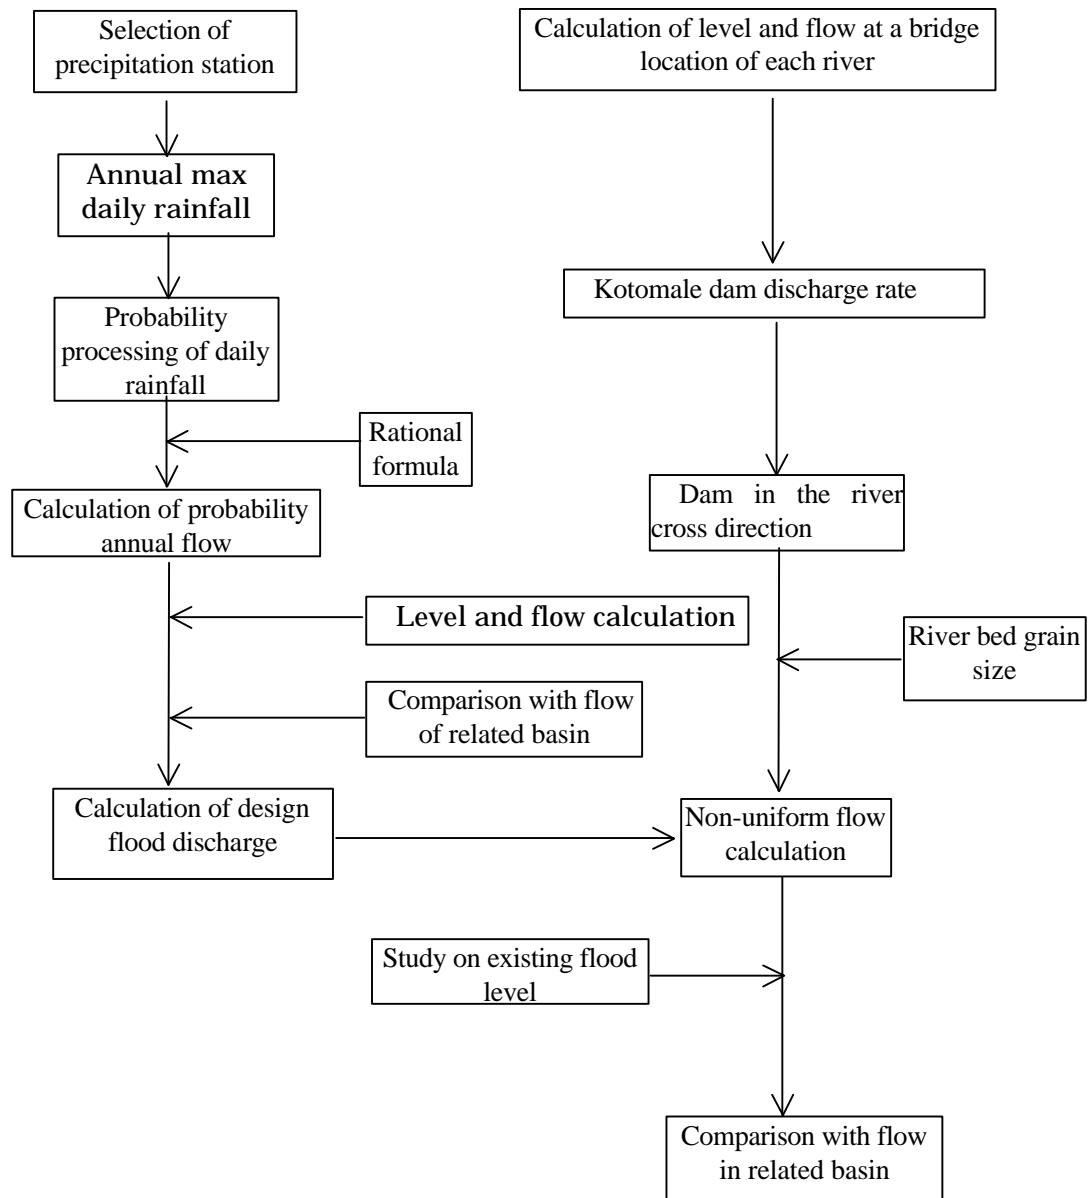 Selection of
precipitation station
Annual max
daily rainfall
Probability
processing of daily
rainfall
Rational
formula
Calculation of probability
annual flow
Level and flow calculation
Comparison with flow
of related basin
Calculation of design
flood discharge
Calculation of level and flow at a bridge
location of each river
Kotomale dam discharge rate
Dam in the river
cross direction
River bed grain
size
Non-uniform flow
calculation
Study on existing flood
level
Comparison with flow
in related basin